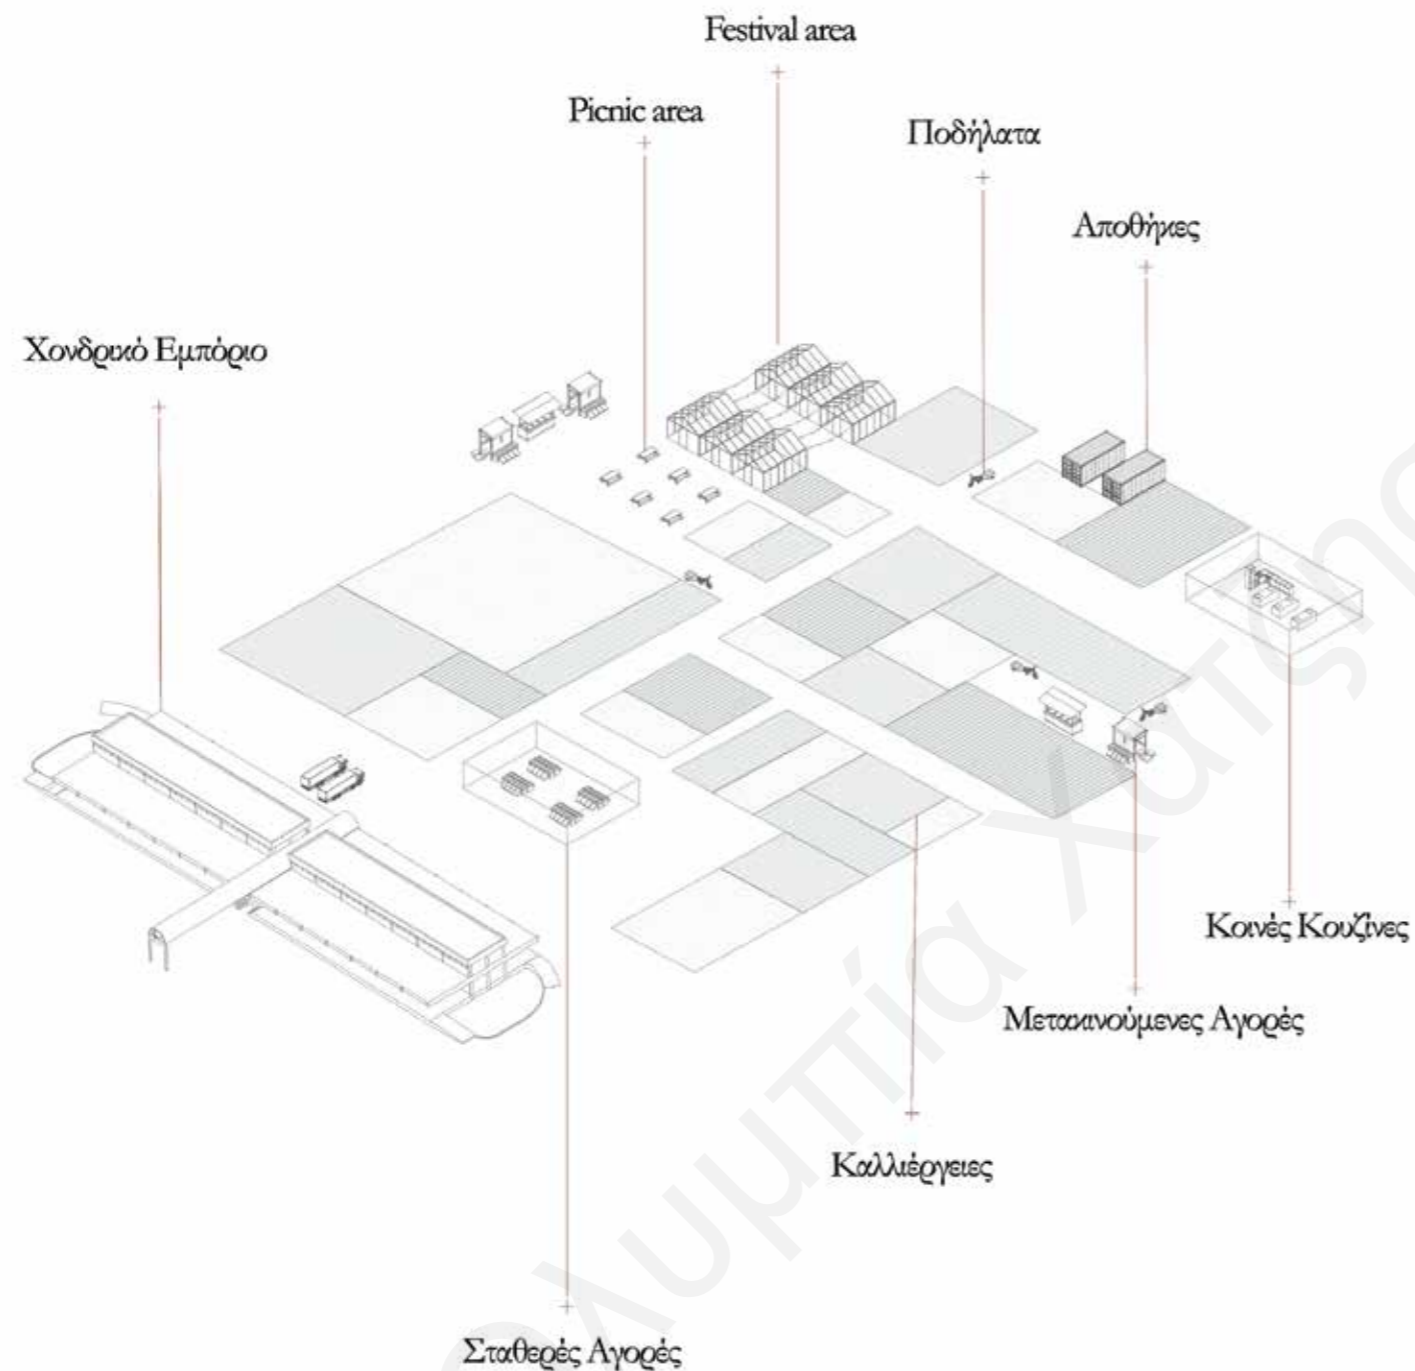 Festival area
Picnic area
Ποδήλατα
Αποθήκες
Χονδρικό Εμπόριο
Κοινές Κουζίνες
Μετακινούμενες Αγορές
Καλλιέργειες
Σταθερές Αγορές